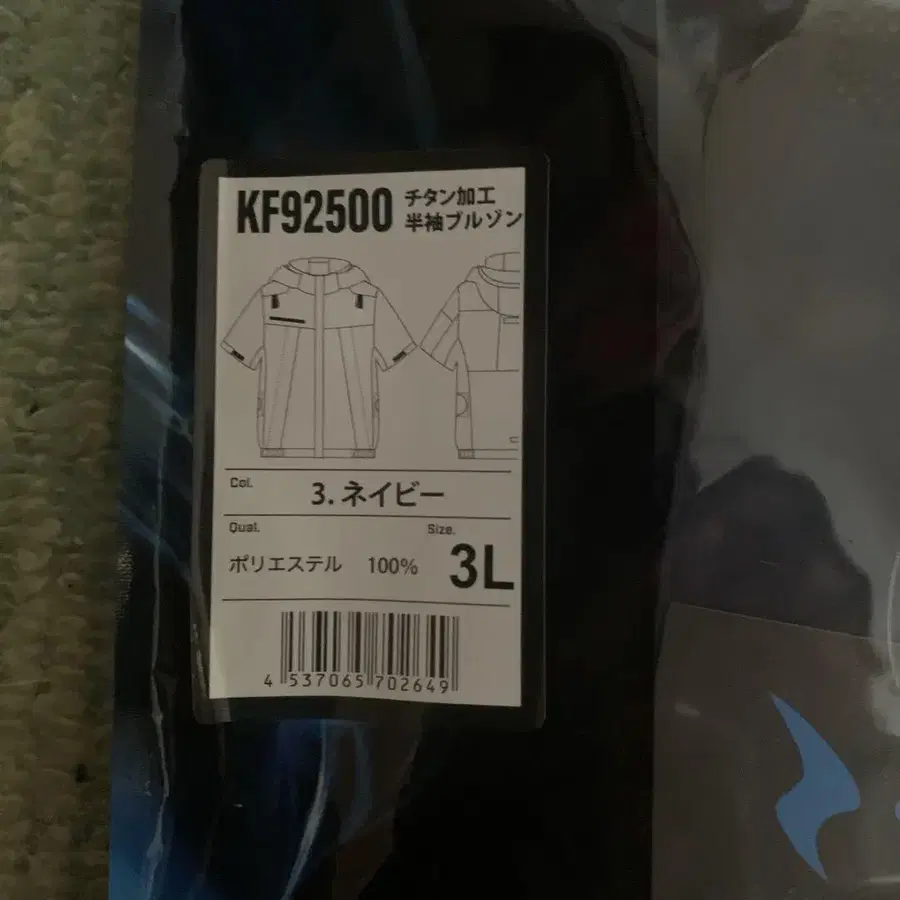 KF92500 チタン加工
半袖ブルゾン
Col.
3. ネイビー
Qual.
Size.
ポリエステル 100% 3L
4 537065 702649